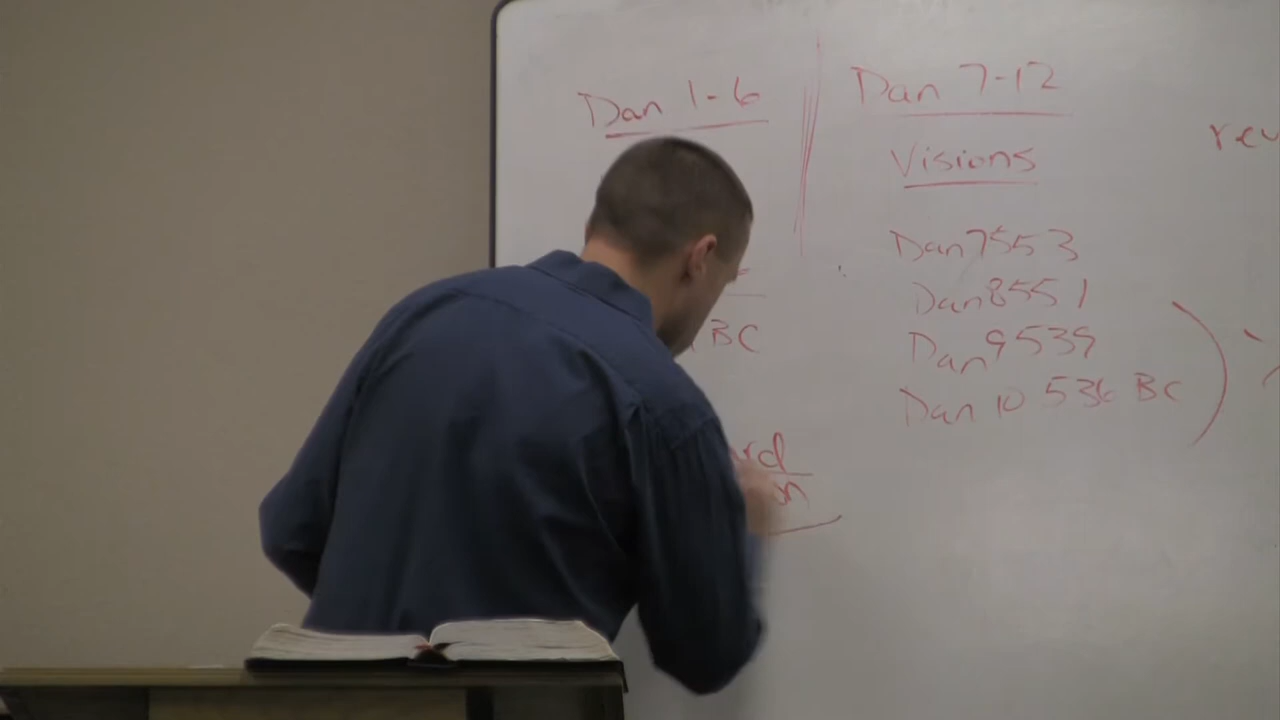 Dan 1-6
BC
Dan 7-12
Visions
Dan 7 553
Dan 8 551
Dan 9 539
Dan 10 536 BC